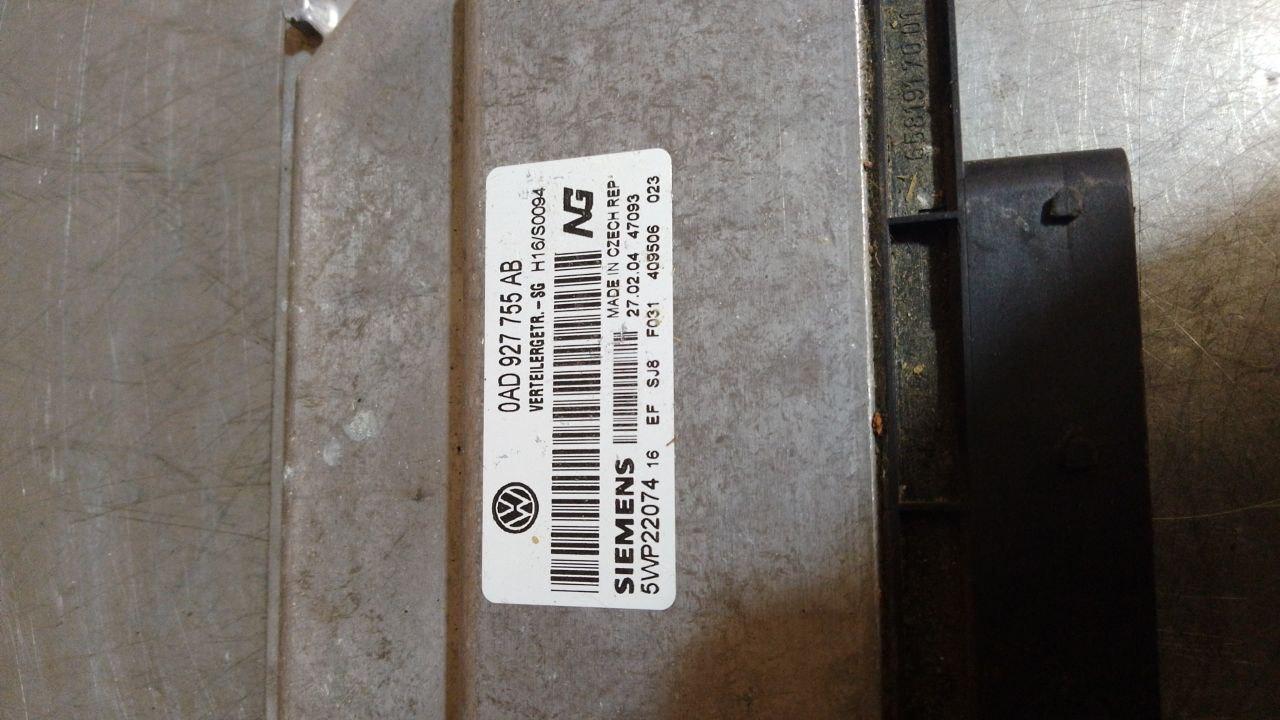 0AD 927 755 AB
VERTEILERGETR.-SG H16/S0094
NG
SIEMENS MADE IN CZECH REP
27.02.04 47093
5WP22074 16 EF SJ8 F031 409506 023